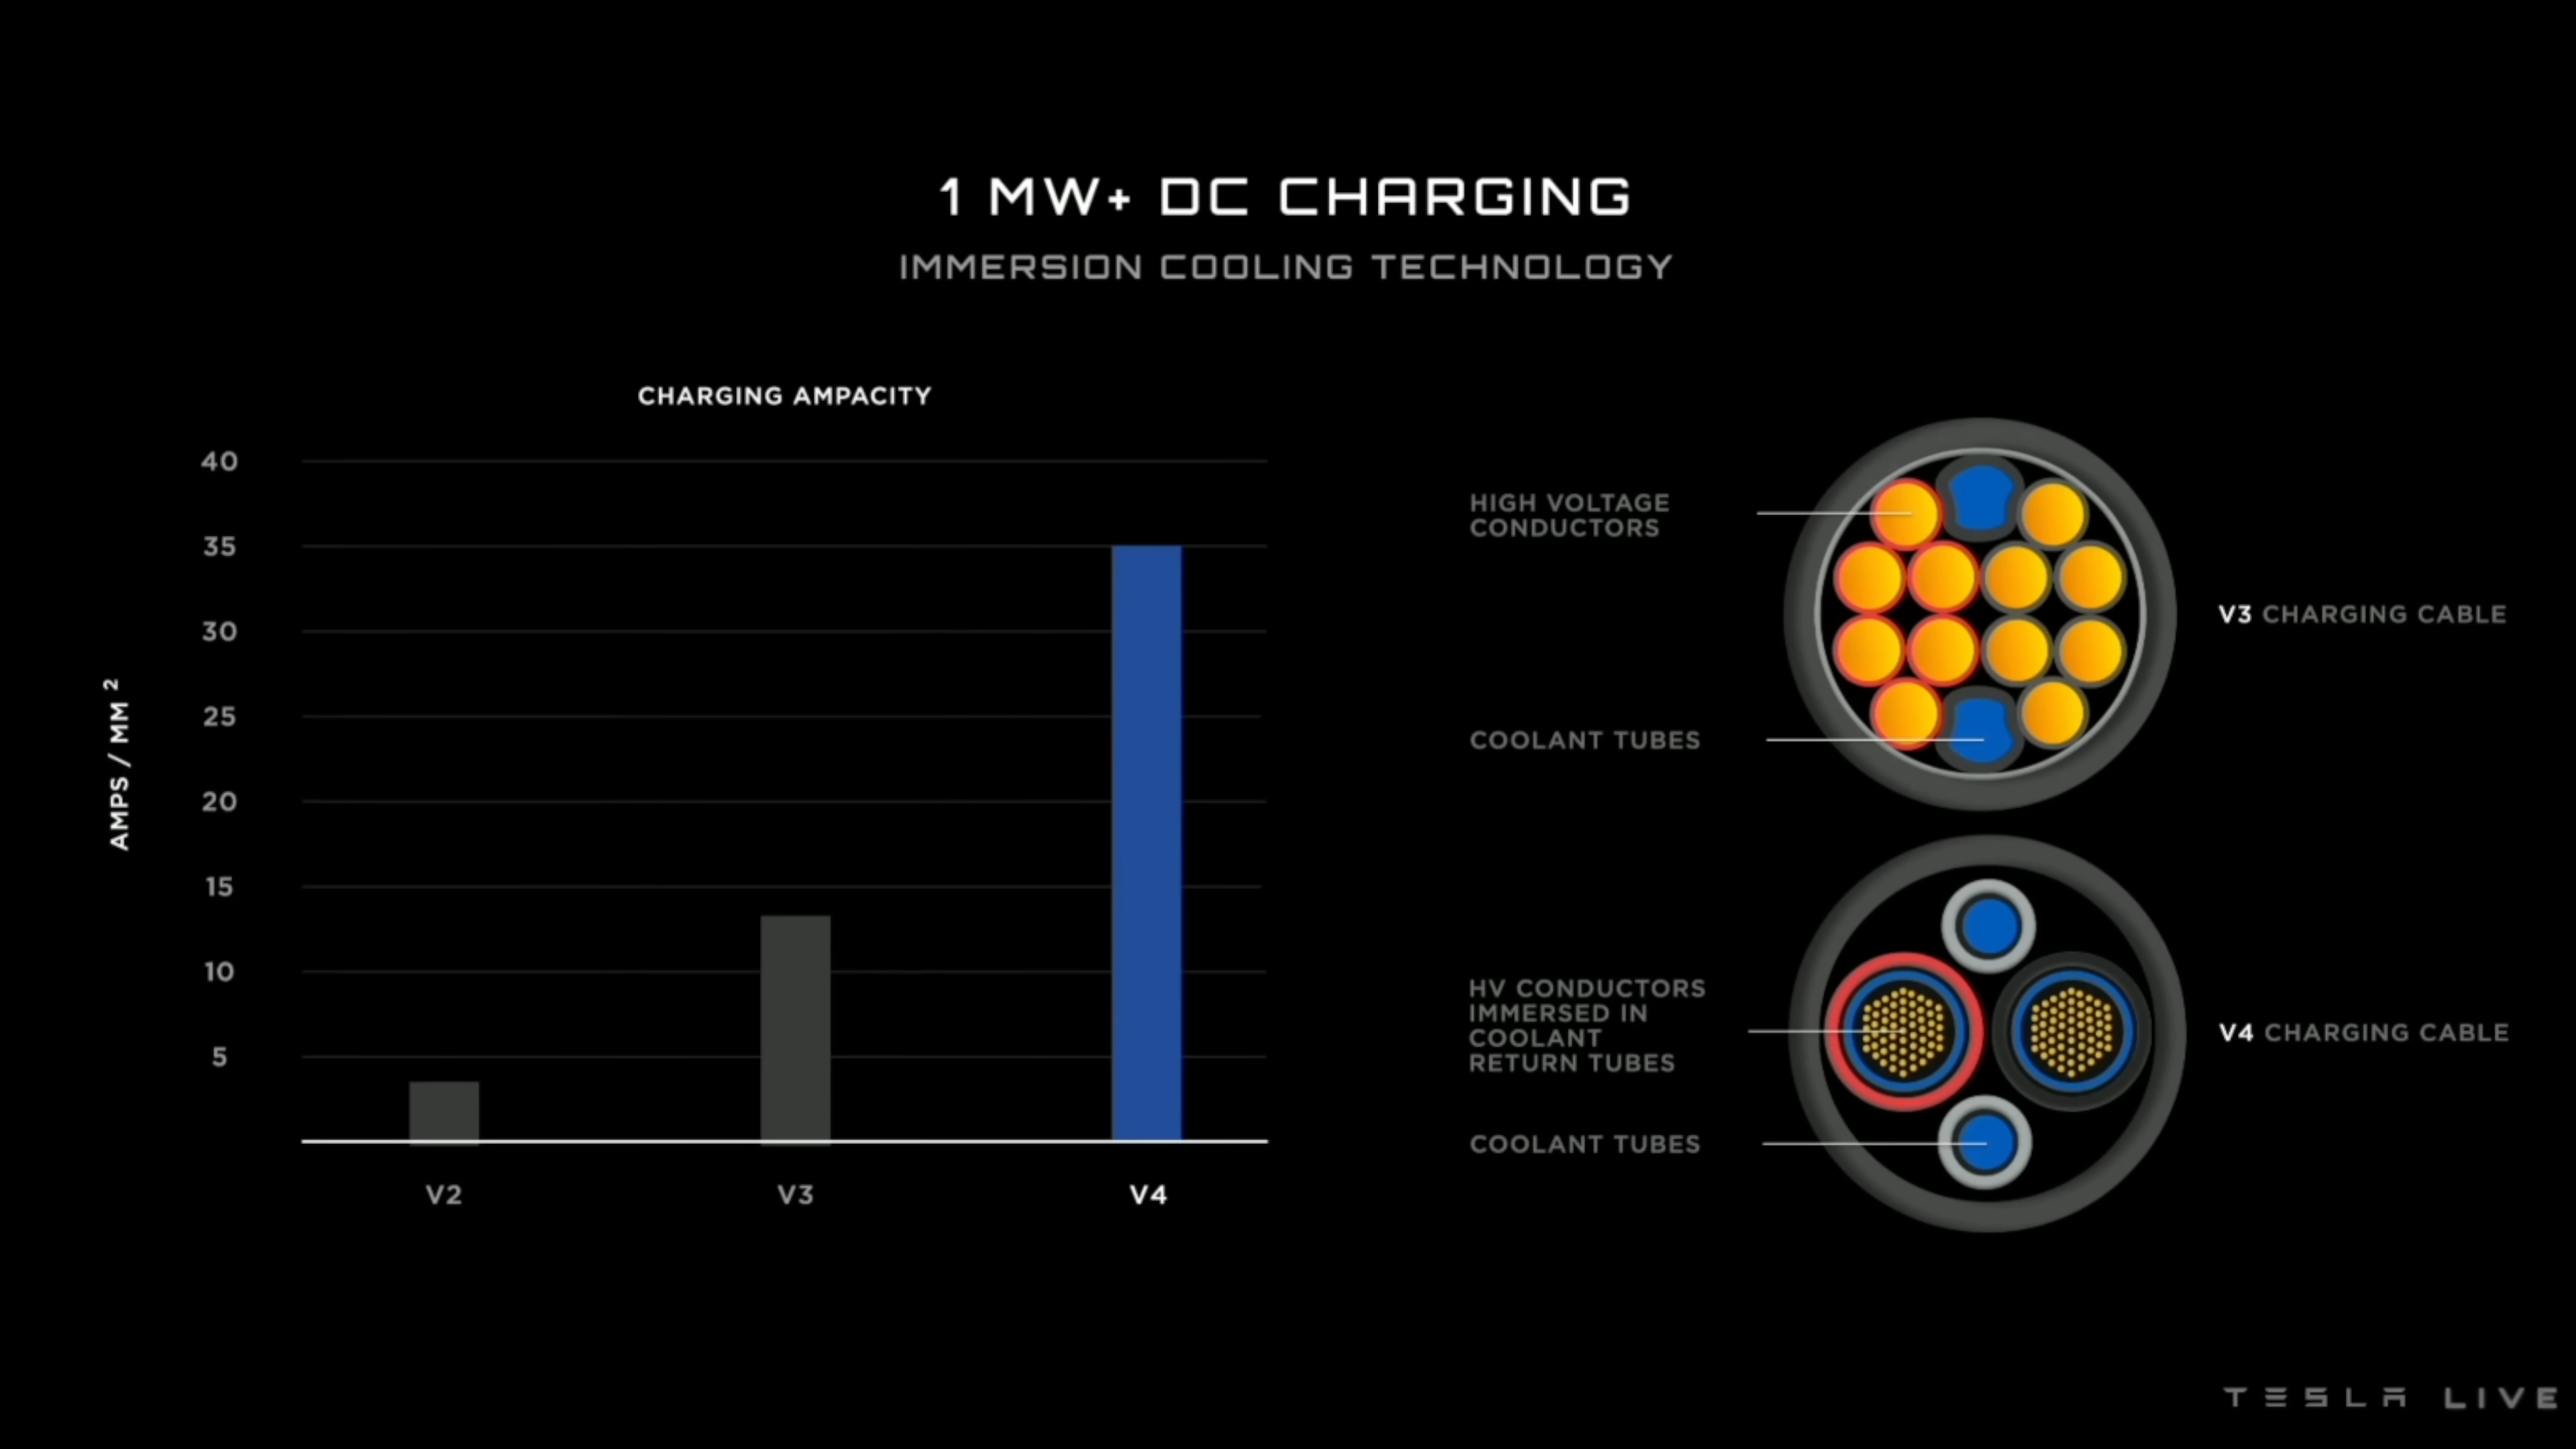 1 MW+ DC CHARGING
IMMERSION COOLING TECHNOLOGY
CHARGING AMPACITY
40
35
30
25
20
15
10
5
AMPS / MM ²
V2
V3
V4
HIGH VOLTAGE
CONDUCTORS
COOLANT TUBES
V3 CHARGING CABLE
HV CONDUCTORS
IMMERSED IN
COOLANT
RETURN TUBES
COOLANT TUBES
V4 CHARGING CABLE
TESLA LIVE